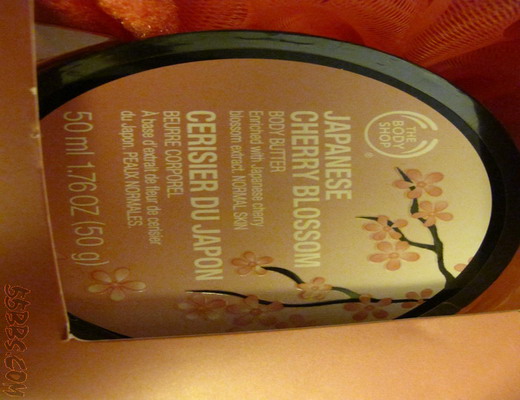 THE
BODY
SHOP
®
JAPANESE
CHERRY BLOSSOM
BODY BUTTER
Enriched with Japanese cherry
blossom extract. NORMAL SKIN
CERISIER DU JAPON
BEURRE CORPOREL
À base d'extrait de fleur de cerisier
du Japon. PEAUX NORMALES.
50 ml 1.76 OZ (50 g)